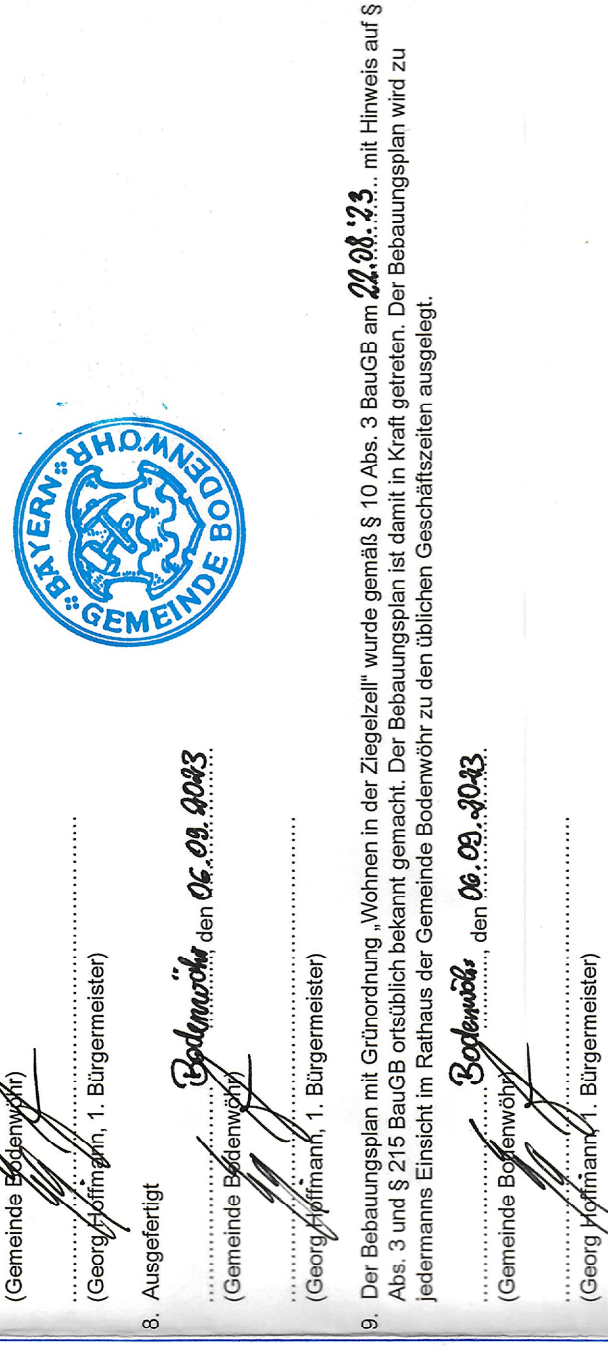 (Gemeinde Bodenwöhr)
(Georg Hoffmann, 1. Bürgermeister)
8. Ausgefertigt
Bodenwöhr, den 06.09.2023
(Gemeinde Bodenwöhr)
(Georg Hoffmann, 1. Bürgermeister)
BAYERN
GEMEINDE BODENWÖHR
9. Der Bebauungsplan mit Grünordnung „Wohnen in der Ziegelzell" wurde gemäß § 10 Abs. 3 BauGB am 22.08.'23 mit Hinweis auf §
Abs. 3 und § 215 BauGB ortsüblich bekannt gemacht. Der Bebauungsplan ist damit in Kraft getreten. Der Bebauungsplan wird zu
jedermanns Einsicht im Rathaus der Gemeinde Bodenwöhr zu den üblichen Geschäftszeiten ausgelegt.
Bodenwöhr, den 06.09.2023
(Gemeinde Bodenwöhr)
(Georg Hoffmann, 1. Bürgermeister)